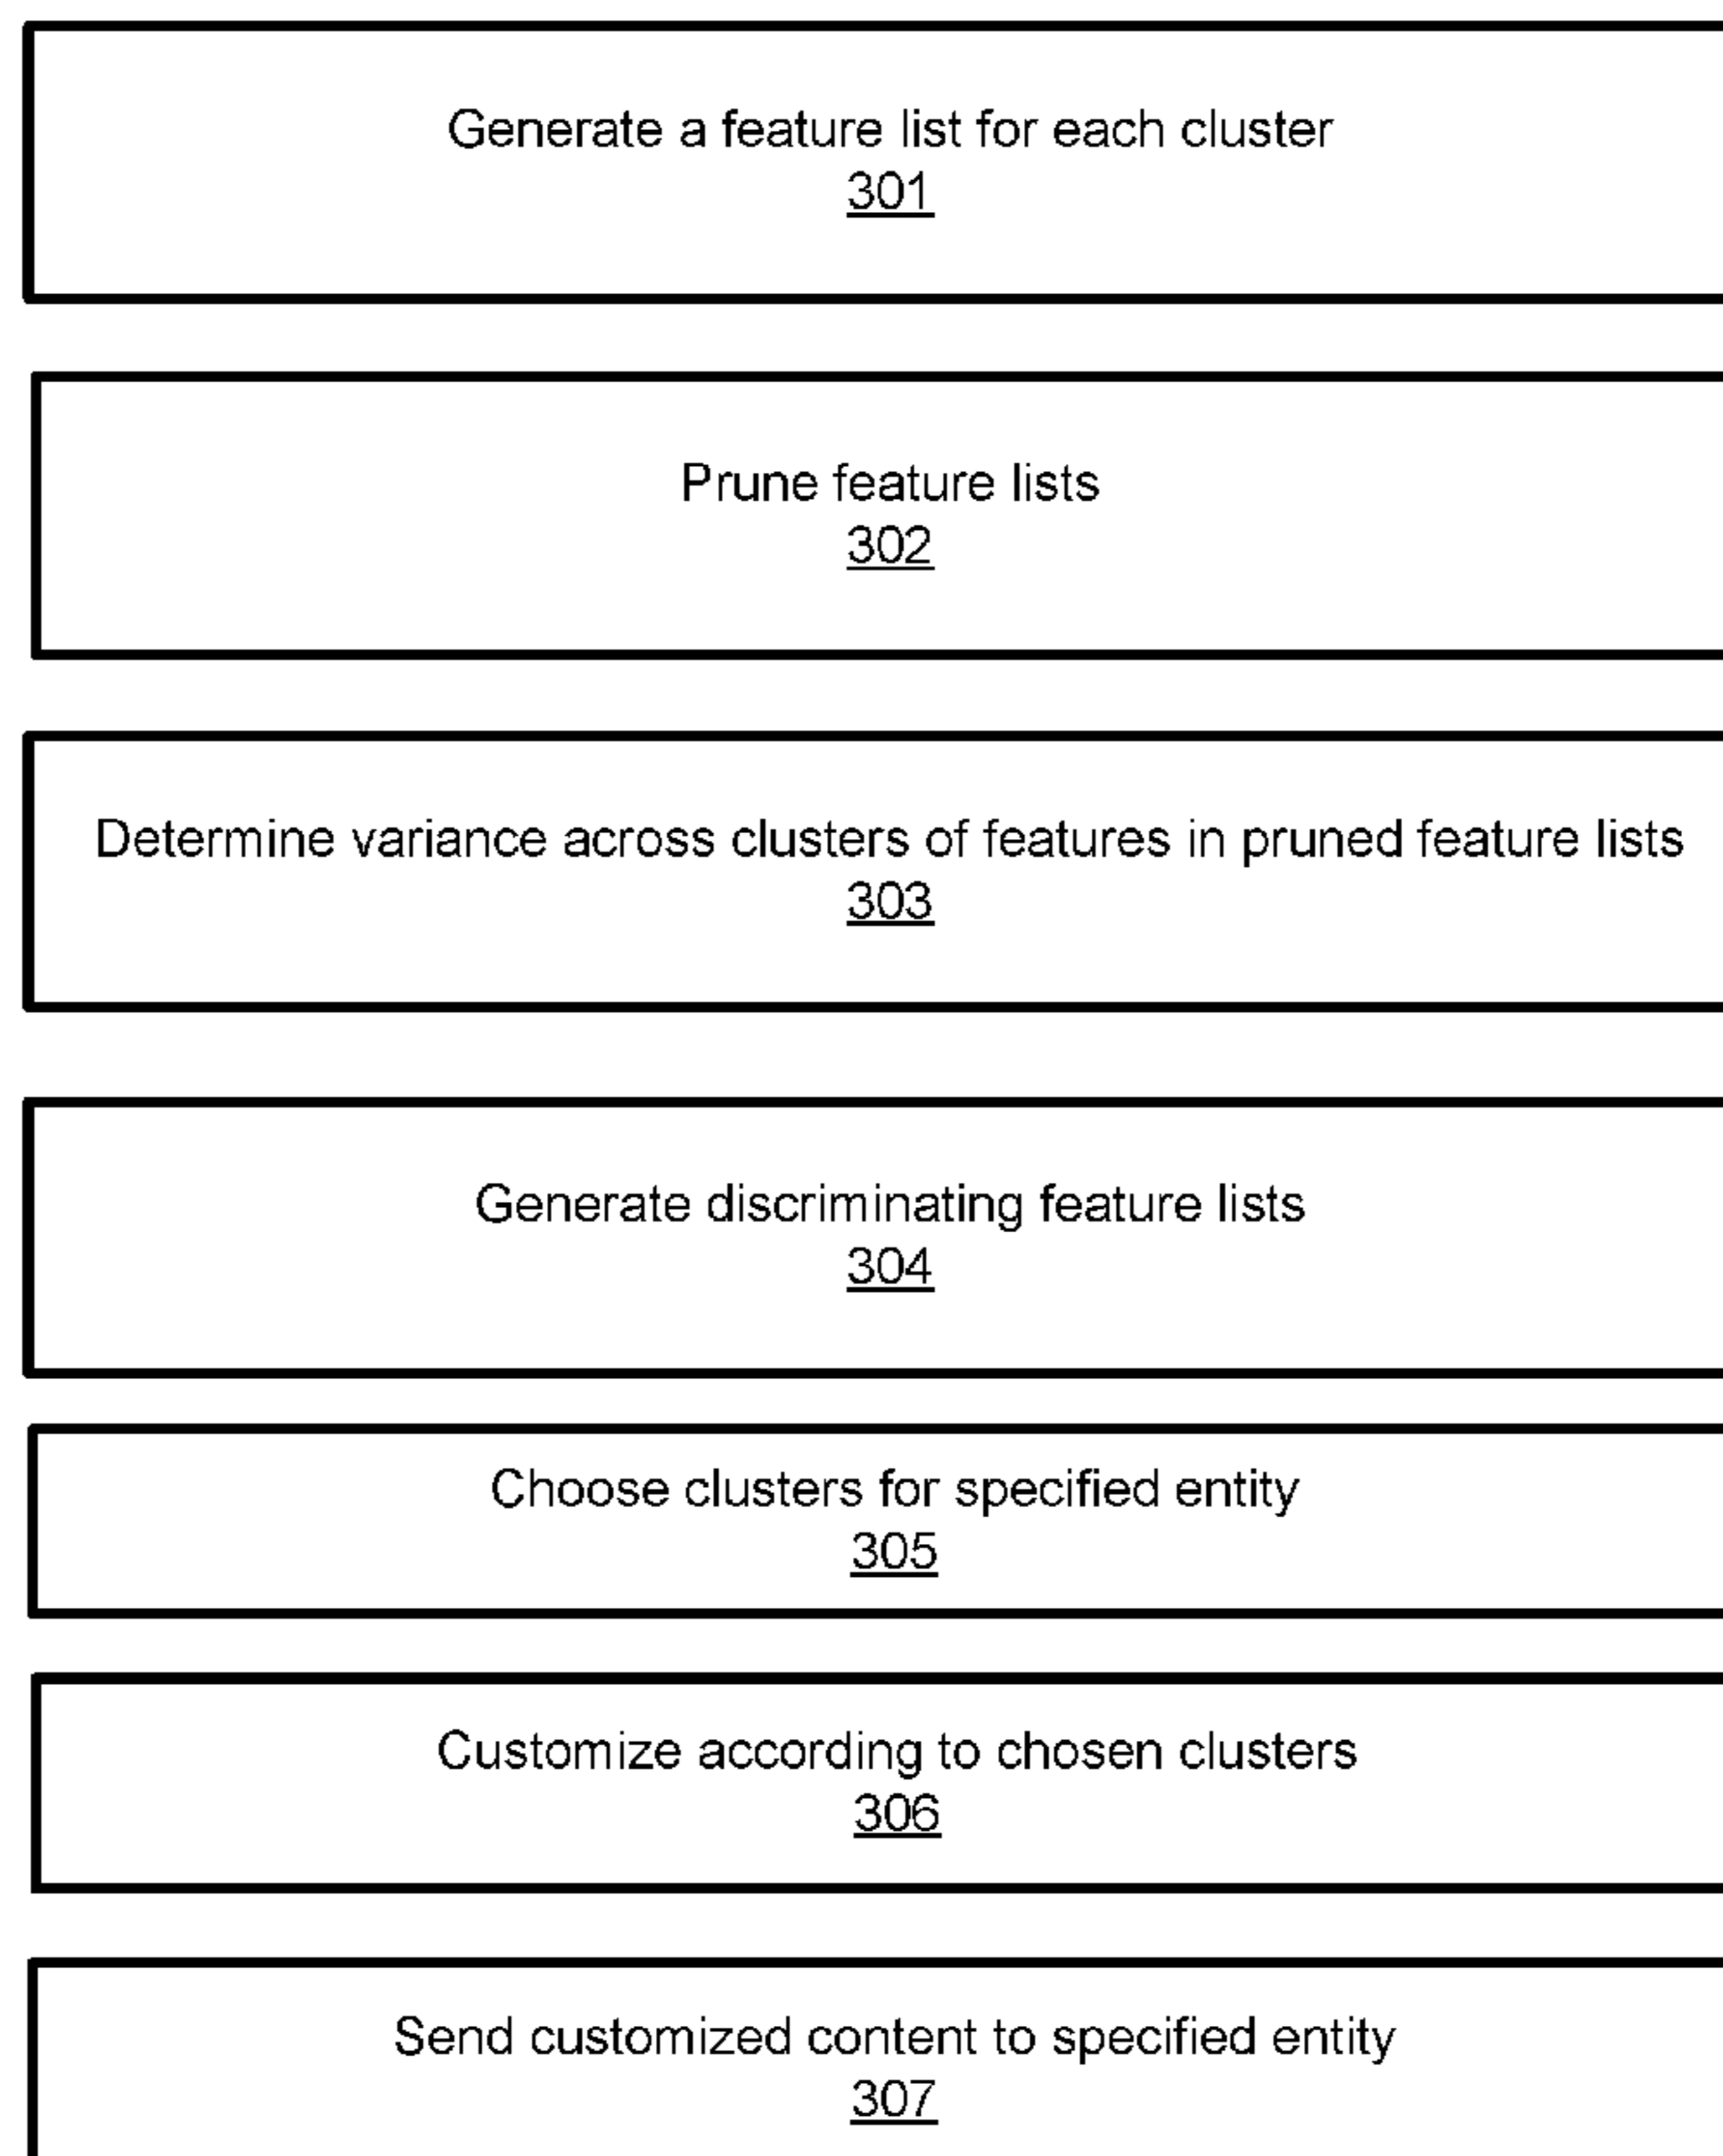 Generate a feature list for each cluster
301
Prune feature lists
302
Determine variance across clusters of features in pruned feature lists
303
Generate discriminating feature lists
304
Choose clusters for specified entity
305
Customize according to chosen clusters
306
Send customized content to specified entity
307